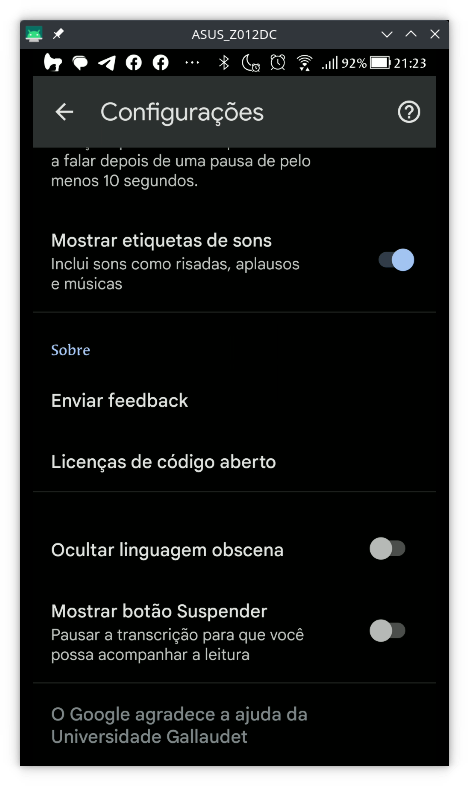 ASUS_Z012DC
92%
21:23
Configurações
a falar depois de uma pausa de pelo
menos 10 segundos.
Mostrar etiquetas de sons
Inclui sons como risadas, aplausos
e músicas
Sobre
Enviar feedback
Licenças de código aberto
Ocultar linguagem obscena
Mostrar botão Suspender
Pausar a transcrição para que você
possa acompanhar a leitura
O Google agradece a ajuda da
Universidade Gallaudet